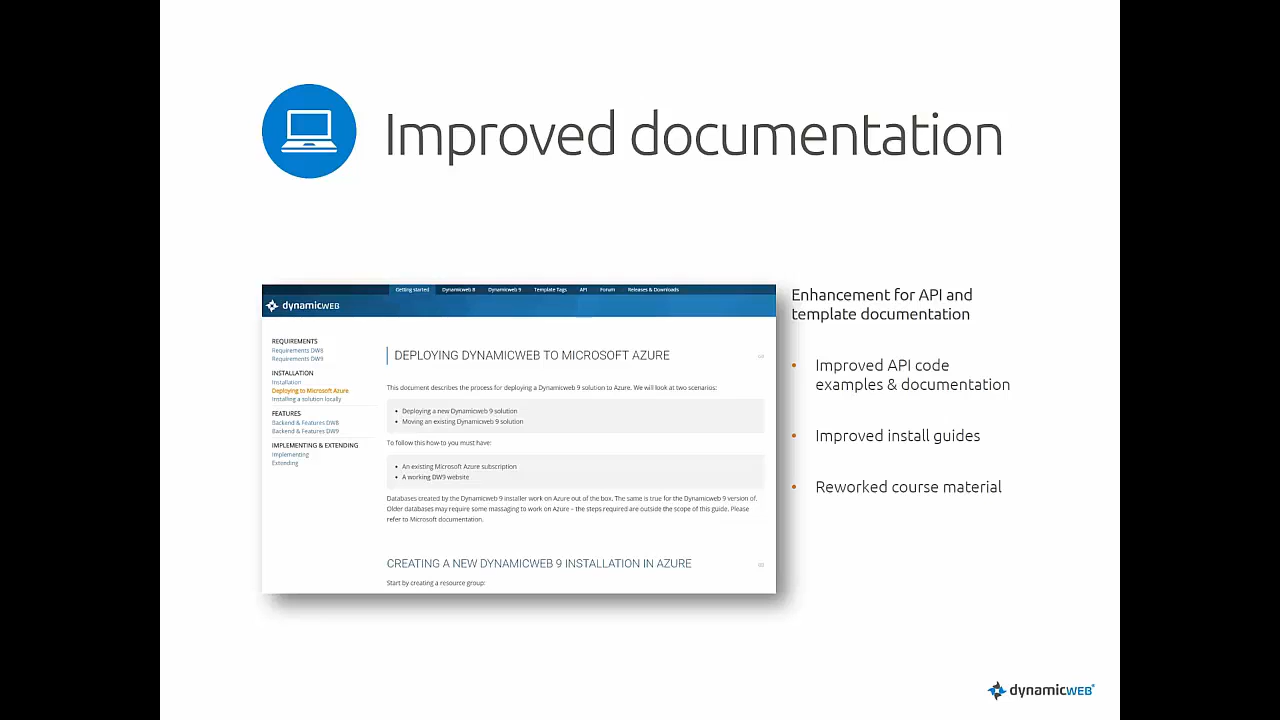 Improved documentation
Getting started Dynamicweb 8 Dynamicweb 9 Template Tags API Forum Releases & Downloads
dynamicweb
REQUIREMENTS
Requirements DW8
Requirements DW9
INSTALLATION
Installation
Deploying to Microsoft Azure
Installing a solution locally
FEATURES
Backend & Features DW8
Backend & Features DW9
IMPLEMENTING & EXTENDING
Implementing
Extending
DEPLOYING DYNAMICWEB TO MICROSOFT AZURE
This document describes the process for deploying a Dynamicweb 9 solution to Azure. We will look at two scenarios:
• Deploying a new Dynamicweb 9 solution
• Moving an existing Dynamicweb 9 solution
To follow this how-to you must have:
• An existing Microsoft Azure subscription
• A working DW9 website
Databases created by the Dynamicweb 9 installer work on Azure out of the box. The same is true for the Dynamicweb 9 version of.
Older databases may require some massaging to work on Azure – the steps required are outside the scope of this guide. Please
refer to Microsoft documentation.
CREATING A NEW DYNAMICWEB 9 INSTALLATION IN AZURE
Start by creating a resource group:
Enhancement for API and
template documentation
• Improved API code
examples & documentation
• Improved install guides
• Reworked course material
dynamicweb